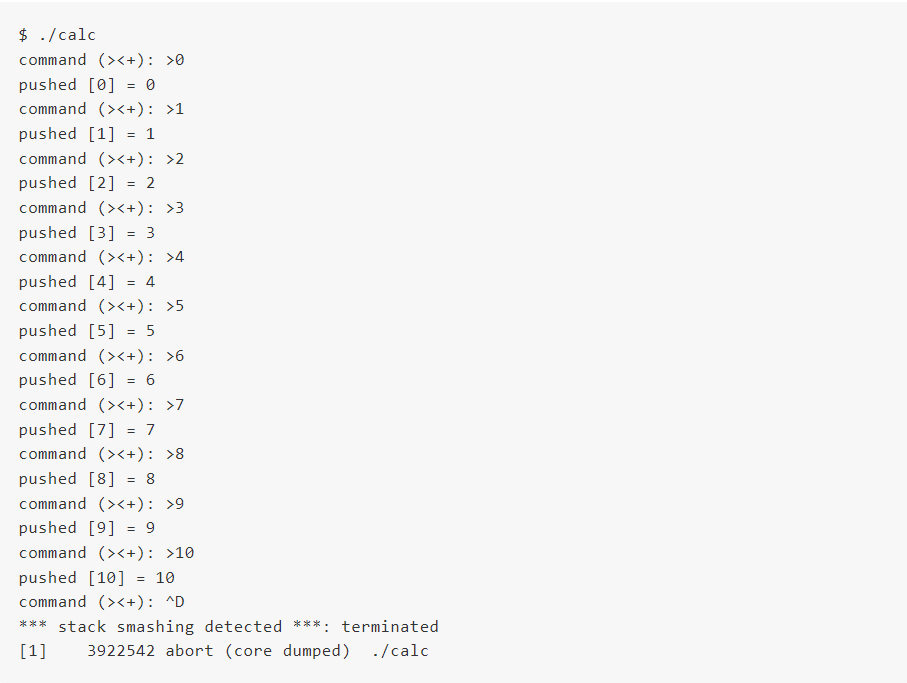 $ ./calc
command (><+): >0
pushed [0] = 0
command (><+): >1
pushed [1] = 1
command (><+): >2
pushed [2] = 2
command (><+): >3
pushed [3] = 3
command (><+): >4
pushed [4] = 4
command (><+): >5
pushed [5] = 5
command (><+): >6
pushed [6] = 6
command (><+): >7
pushed [7] = 7
command (><+): >8
pushed [8] = 8
command (><+): >9
pushed [9] = 9
command (><+): >10
pushed [10] = 10
command (><+): ^D
*** stack smashing detected ***: terminated
[1]    3922542 abort (core dumped)  ./calc